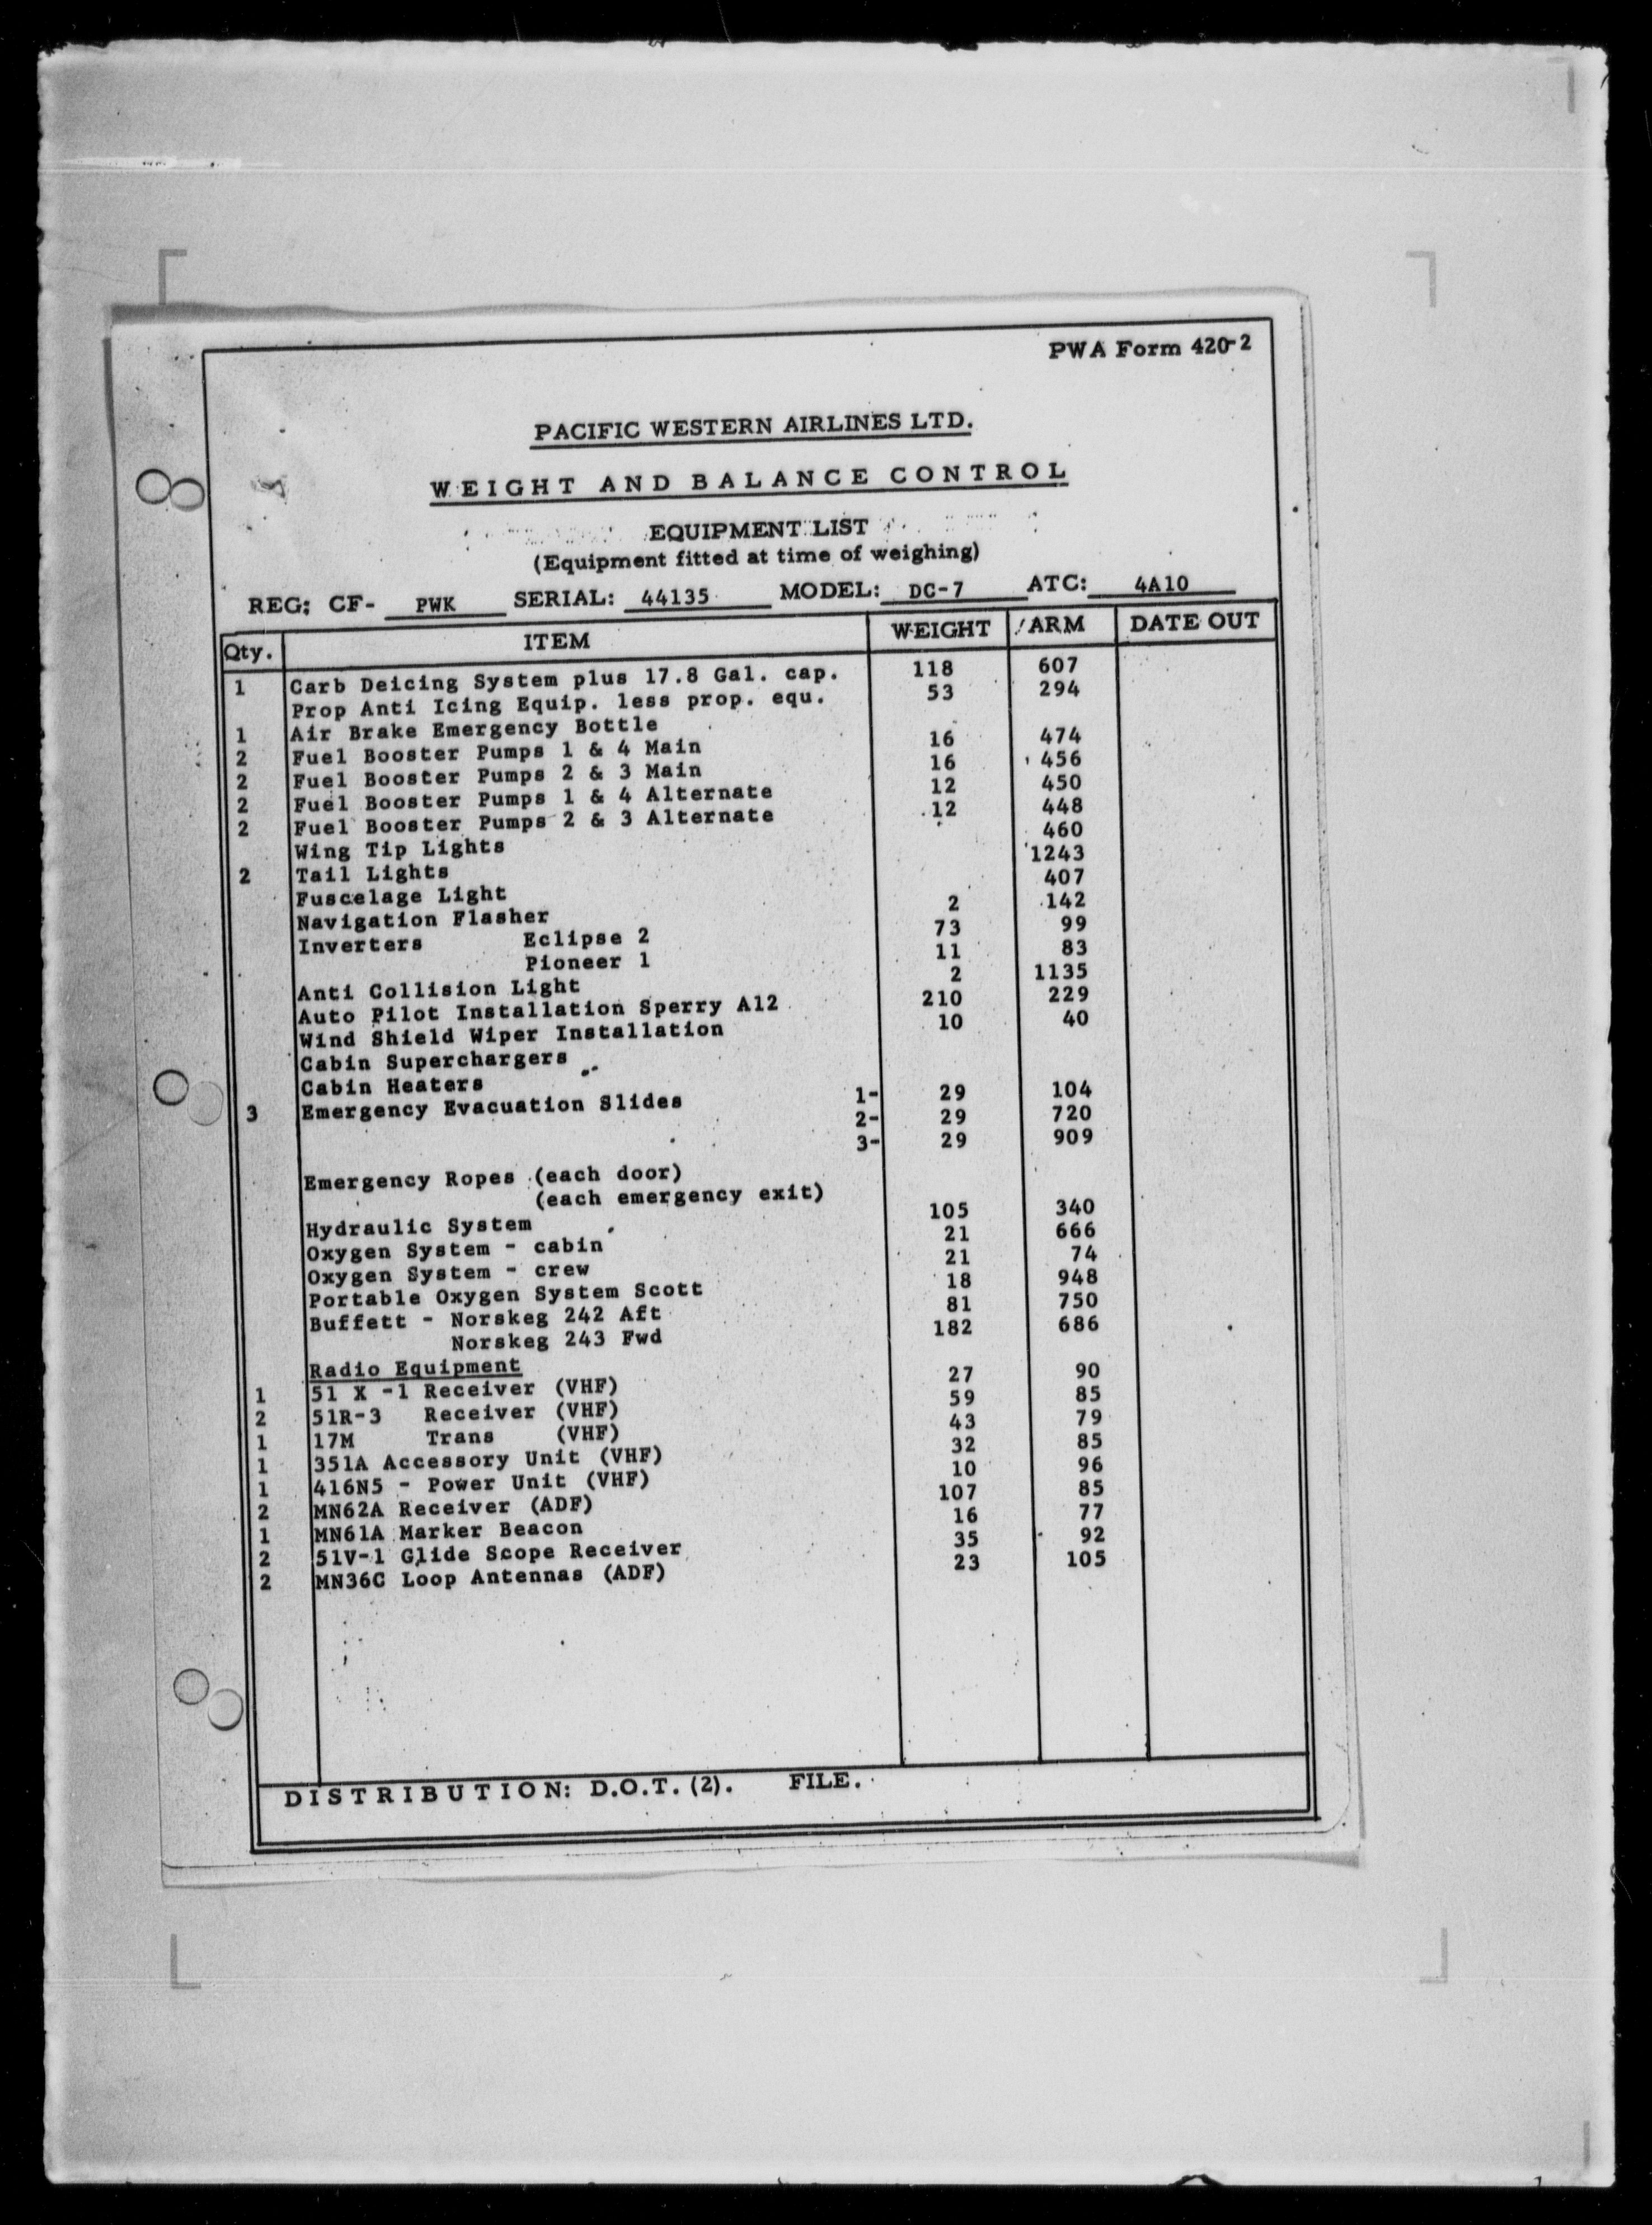 PWA Form 420-2
PACIFIC WESTERN AIRLINES LTD.
WEIGHT AND BALANCE CONTROL
EQUIPMENT LIST
(Equipment fitted at time of weighing)
REG: CF- PWK SERIAL: 44135 MODEL: DC-7 ATC: 4A10
Qty. ITEM WEIGHT ARM DATE OUT
1 Carb Deicing System plus 17.8 Gal. cap. 118 607
Prop Anti Icing Equip. less prop. equ. 53 294
1 Air Brake Emergency Bottle
2 Fuel Booster Pumps 1 & 4 Main 16 474
2 Fuel Booster Pumps 2 & 3 Main 16 456
2 Fuel Booster Pumps 1 & 4 Alternate 12 450
2 Fuel Booster Pumps 2 & 3 Alternate 12 448
Wing Tip Lights 460
2 Tail Lights 1243
Fuscelage Light 407
Navigation Flasher 2 142
Inverters Eclipse 2 73 99
Pioneer 1 11 83
Anti Collision Light 2 1135
Auto Pilot Installation Sperry A12 210 229
Wind Shield Wiper Installation 10 40
Cabin Superchargers
Cabin Heaters
3 Emergency Evacuation Slides 1- 29 104
2- 29 720
3- 29 909
Emergency Ropes (each door)
(each emergency exit)
Hydraulic System 105 340
Oxygen System - cabin 21 666
Oxygen System - crew 21 74
Portable Oxygen System Scott 18 948
Buffett - Norskeg 242 Aft 81 750
Norskeg 243 Fwd 182 686
Radio Equipment
1 51 X -1 Receiver (VHF) 27 90
2 51R-3 Receiver (VHF) 59 85
1 17M Trans (VHF) 43 79
1 351A Accessory Unit (VHF) 32 85
1 416N5 - Power Unit (VHF) 10 96
2 MN62A Receiver (ADF) 107 85
1 MN61A Marker Beacon 16 77
2 51V-1 Glide Scope Receiver 35 92
2 MN36C Loop Antennas (ADF) 23 105
DISTRIBUTION: D.O.T. (2). FILE.